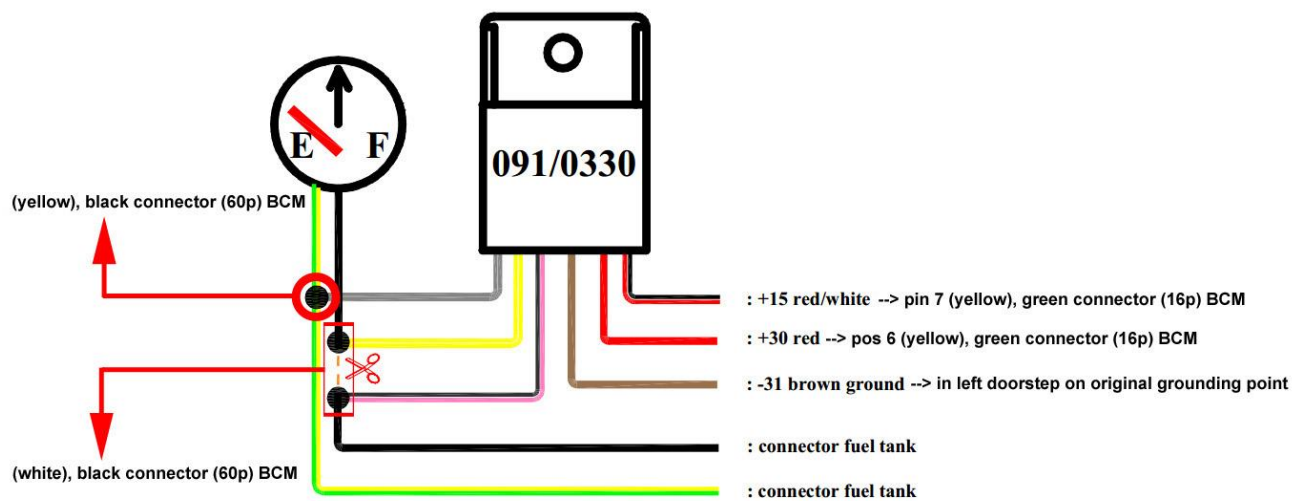 091/0330
E F
(yellow), black connector (60p) BCM
: +15 red/white --> pin 7 (yellow), green connector (16p) BCM
: +30 red --> pos 6 (yellow), green connector (16p) BCM
: -31 brown ground --> in left doorstep on original grounding point
: connector fuel tank
(white), black connector (60p) BCM
: connector fuel tank